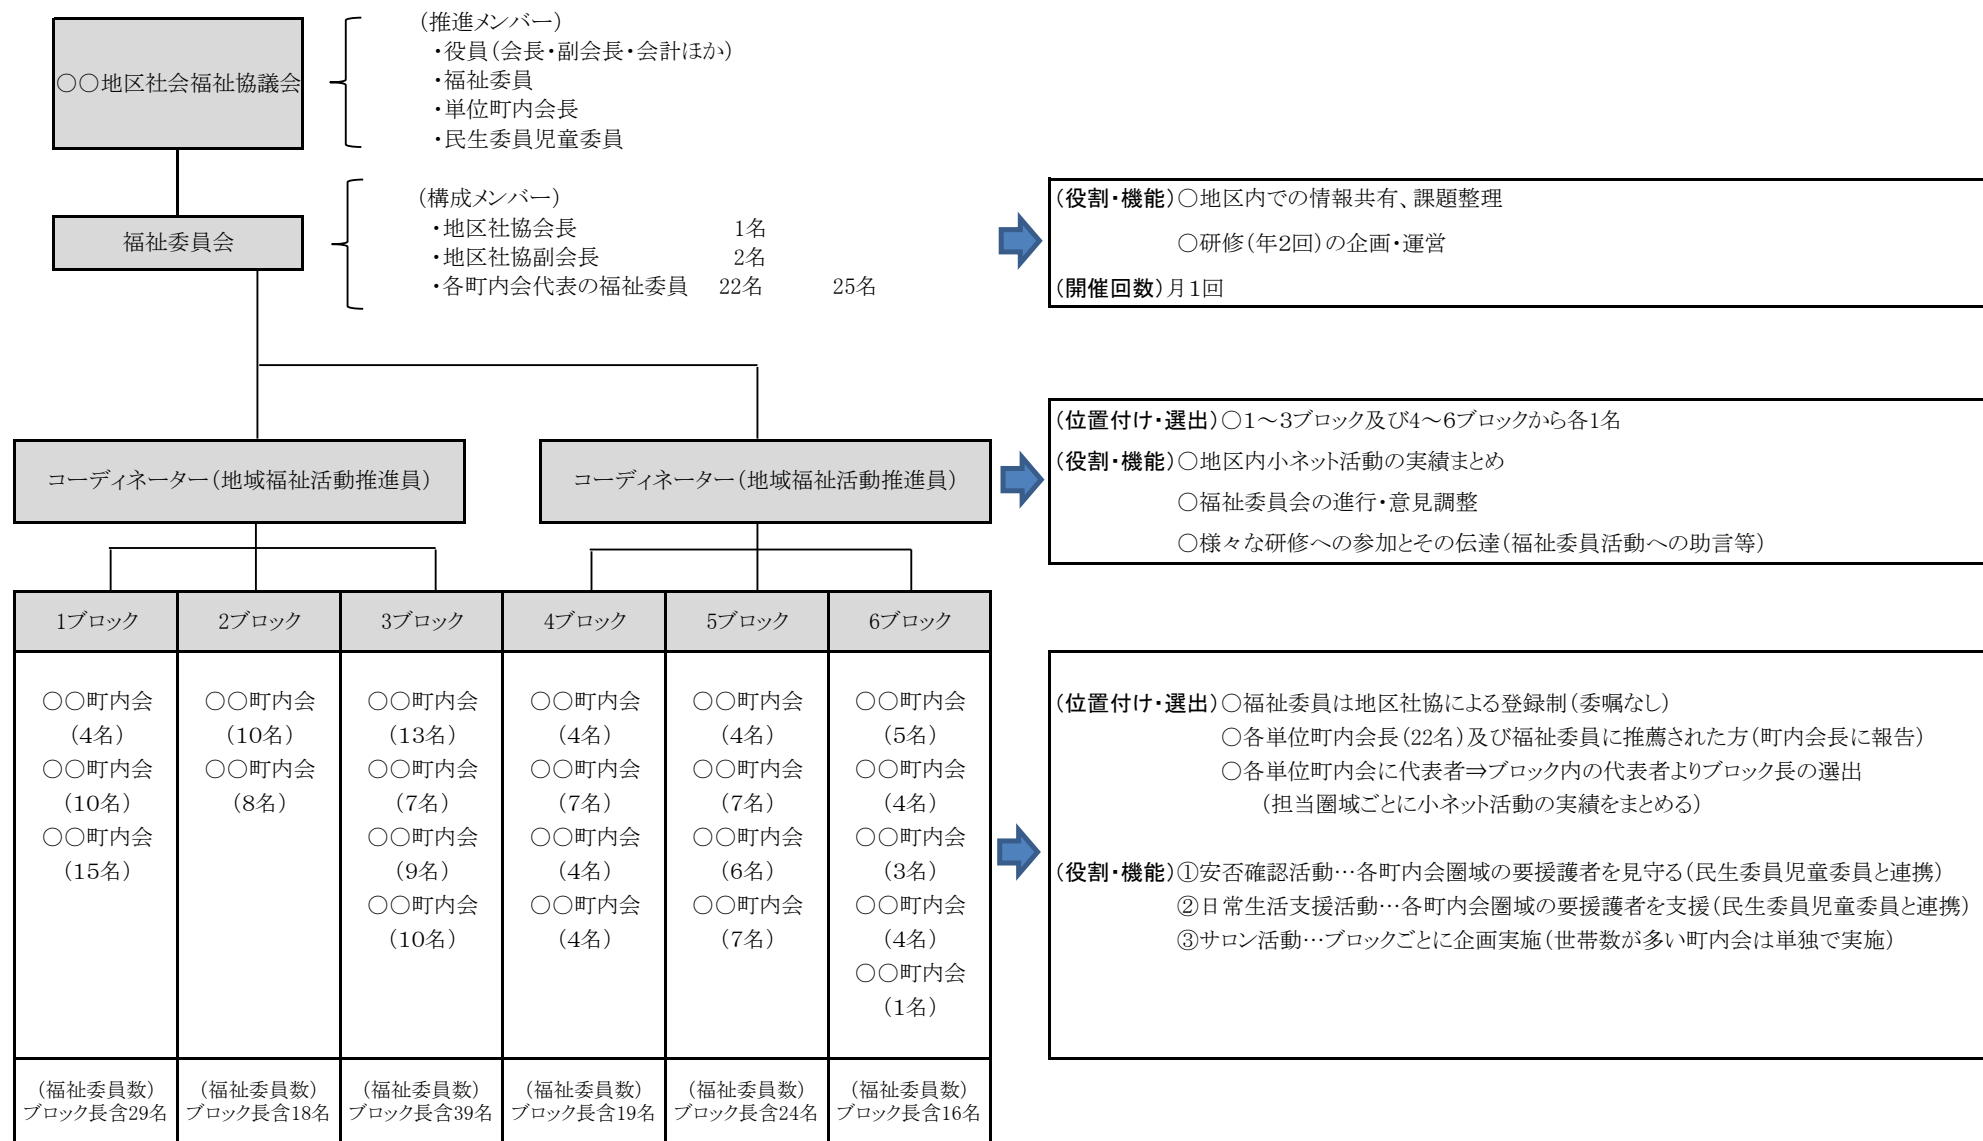 ○○地区社会福祉協議会
(推進メンバー)
・役員(会長・副会長・会計ほか)
・福祉委員
・単位町内会長
・民生委員児童委員
福祉委員会
(構成メンバー)
・地区社協会長 1名
・地区社協副会長 2名
・各町内会代表の福祉委員 22名 25名
(役割・機能)○地区内での情報共有、課題整理
○研修(年2回)の企画・運営
(開催回数)月1回
コーディネーター(地域福祉活動推進員)
コーディネーター(地域福祉活動推進員)
(位置付け・選出)○1～3ブロック及び4～6ブロックから各1名
(役割・機能)○地区内小ネット活動の実績まとめ
○福祉委員会の進行・意見調整
○様々な研修への参加とその伝達(福祉委員活動への助言等)
1ブロック
○○町内会
(4名)
○○町内会
(10名)
○○町内会
(15名)
(福祉委員数)
ブロック長含29名
2ブロック
○○町内会
(10名)
○○町内会
(8名)
(福祉委員数)
ブロック長含18名
3ブロック
○○町内会
(13名)
○○町内会
(7名)
○○町内会
(9名)
○○町内会
(10名)
(福祉委員数)
ブロック長含39名
4ブロック
○○町内会
(4名)
○○町内会
(7名)
○○町内会
(4名)
○○町内会
(4名)
(福祉委員数)
ブロック長含19名
5ブロック
○○町内会
(4名)
○○町内会
(7名)
○○町内会
(6名)
○○町内会
(7名)
(福祉委員数)
ブロック長含24名
6ブロック
○○町内会
(5名)
○○町内会
(4名)
○○町内会
(3名)
○○町内会
(4名)
○○町内会
(1名)
(福祉委員数)
ブロック長含16名
(位置付け・選出)○福祉委員は地区社協による登録制(委嘱なし)
○各単位町内会長(22名)及び福祉委員に推薦された方(町内会長に報告)
○各単位町内会に代表者⇒ブロック内の代表者よりブロック長の選出
(担当圏域ごとに小ネット活動の実績をまとめる)
(役割・機能)①安否確認活動…各町内会圏域の要援護者を見守る(民生委員児童委員と連携)
②日常生活支援活動…各町内会圏域の要援護者を支援(民生委員児童委員と連携)
③サロン活動…ブロックごとに企画実施(世帯数が多い町内会は単独で実施)